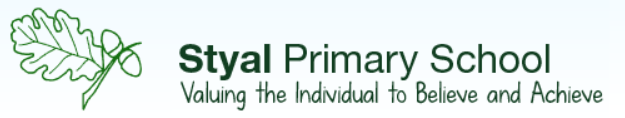 Styal Primary School
Valuing the Individual to Believe and Achieve